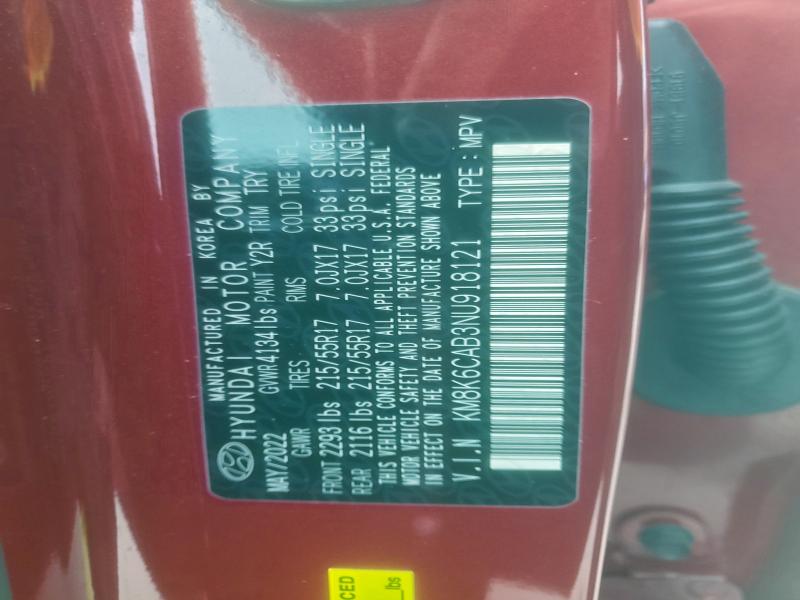 MANUFACTURED IN KOREA BY
HYUNDAI MOTOR COMPANY
MAY/2022 GVWR 4134 lbs PAINT Y2R TRIM TRY
GAWR TIRES RMS COLD TIRE INFL
FRONT 2293 lbs 215/55R17 7.0JX17 33psi SINGLE
REAR 2116 lbs 215/55R17 7.0JX17 33psi SINGLE
THIS VEHICLE CONFORMS TO ALL APPLICABLE U.S.A. FEDERAL
MOTOR VEHICLE SAFETY AND THEFT PREVENTION STANDARDS
IN EFFECT ON THE DATE OF MANUFACTURE SHOWN ABOVE
V.I.N KM8K6CAB3NU918121 TYPE : MPV
CED
_lbs